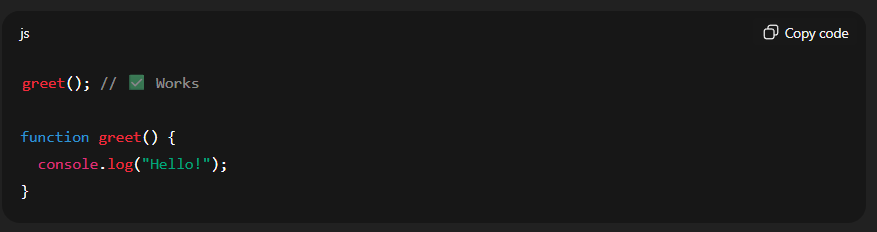 js
Copy code
greet(); // ✅ Works
function greet() {
console.log("Hello!");
}